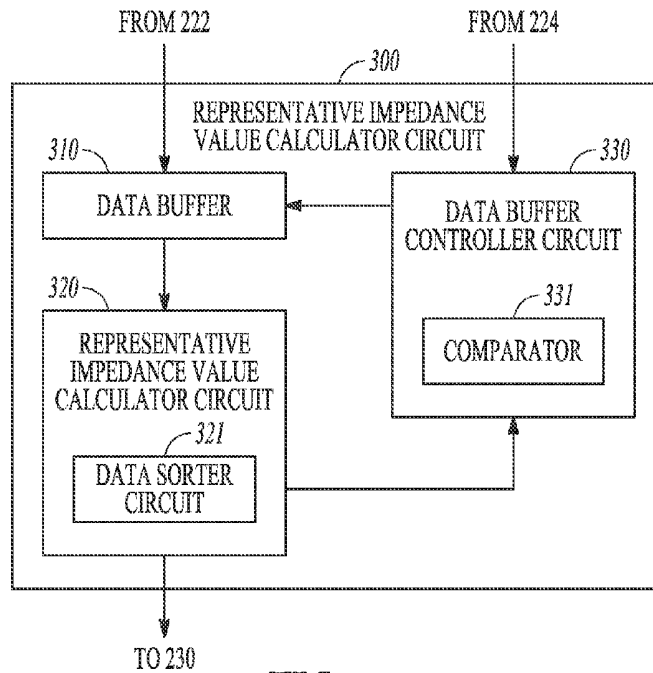 FROM 222
FROM 224
300
REPRESENTATIVE IMPEDANCE
VALUE CALCULATOR CIRCUIT
310
DATA BUFFER
330
DATA BUFFER
CONTROLLER CIRCUIT
331
COMPARATOR
320
REPRESENTATIVE
IMPEDANCE VALUE
CALCULATOR CIRCUIT
321
DATA SORTER
CIRCUIT
TO 230